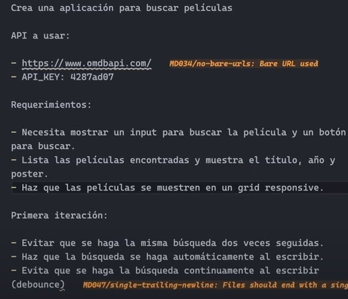 Crea una aplicación para buscar películas
API a usar:
- https://www.omdbapi.com/ MD034/no-bare-urls: Bare URL used
- API_KEY: 4287ad07
Requerimientos:
- Necesita mostrar un input para buscar la película y un botón
para buscar.
- Lista las películas encontradas y muestra el título, año y
poster.
- Haz que las películas se muestren en un grid responsive.
Primera iteración:
- Evitar que se haga la misma búsqueda dos veces seguidas.
- Haz que la búsqueda se haga automáticamente al escribir.
- Evita que se haga la búsqueda continuamente al escribir
(debounce) MD047/single-trailing-newline: Files should end with a sing